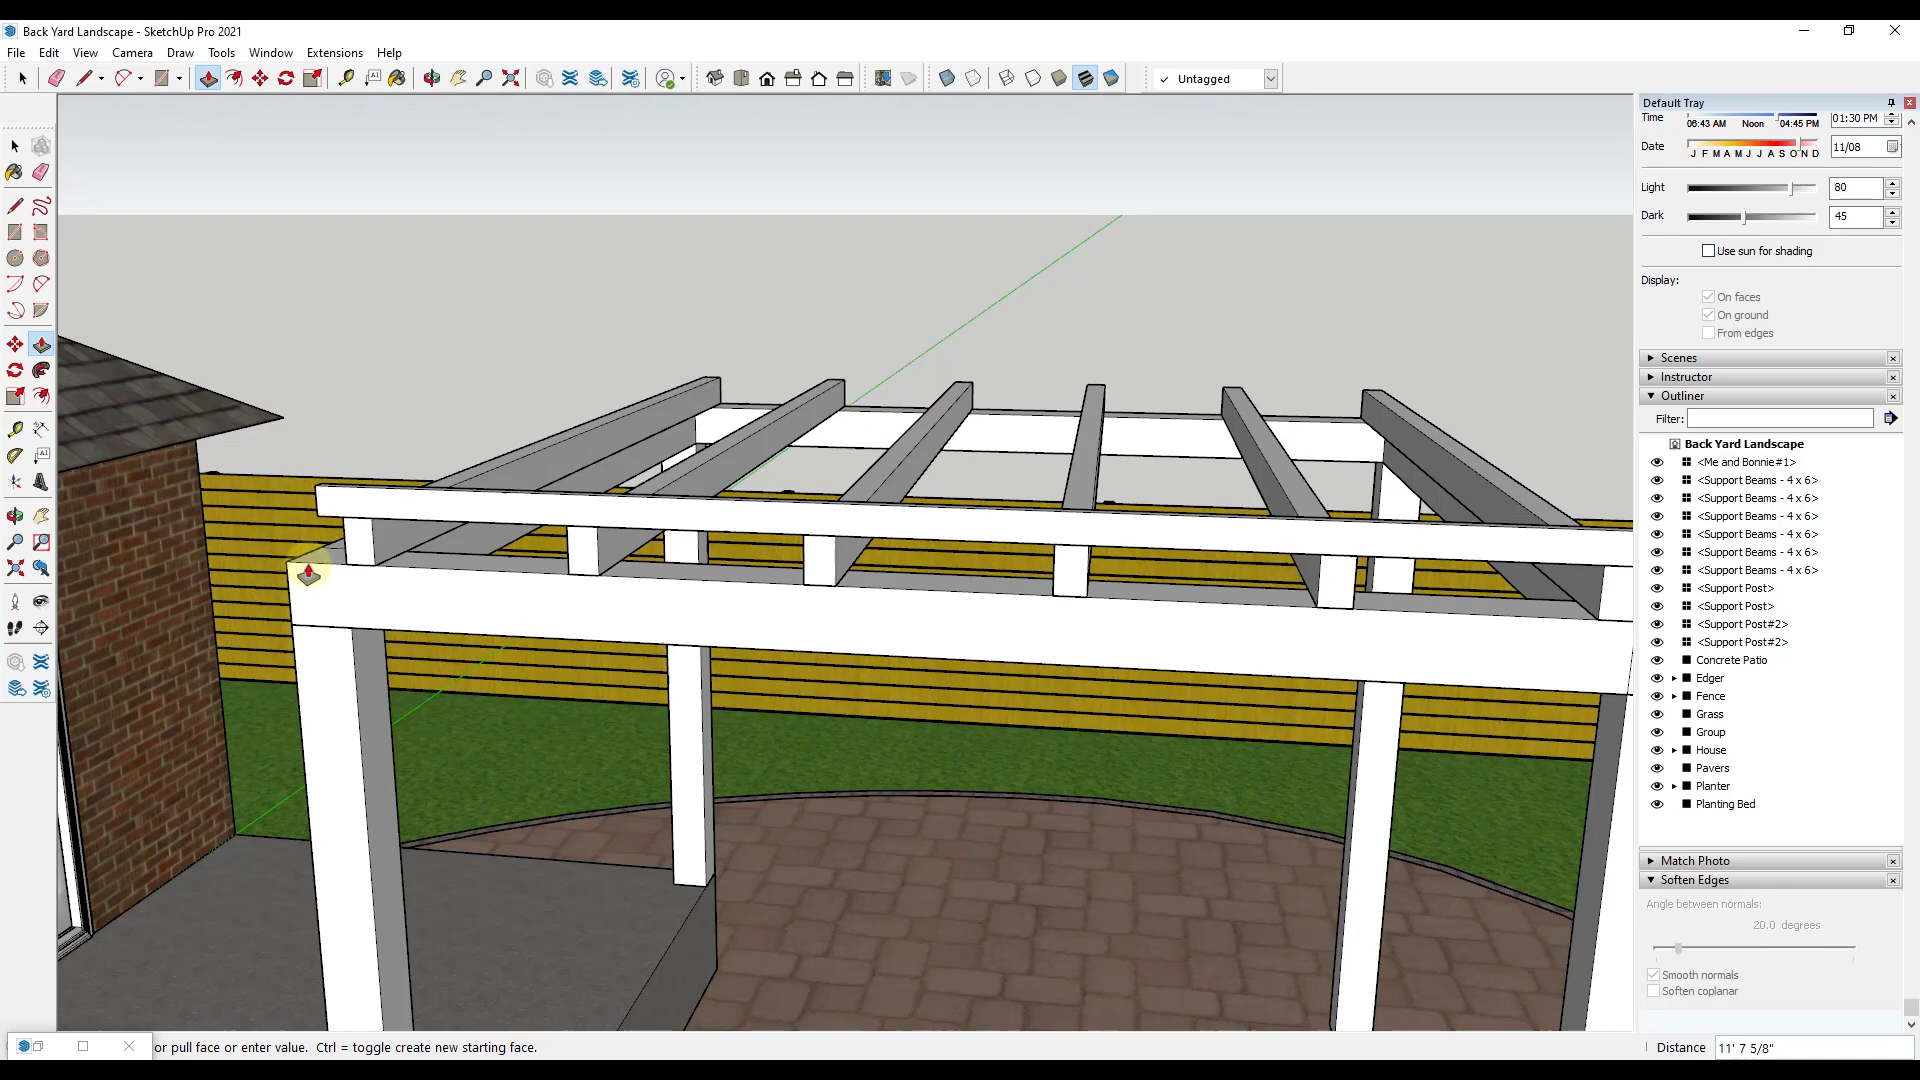 Back Yard Landscape - SketchUp Pro 2021
File Edit View Camera Draw Tools Window Extensions Help
Untagged
Default Tray
Time
06:43 AM Noon 04:45 PM
01:30 PM
Date
J F M A M J J A S O N D
11/08
Light
80
Dark
45
Use sun for shading
Display:
On faces
On ground
From edges
Scenes
Instructor
Outliner
Filter:
Back Yard Landscape
<Me and Bonnie#1>
<Support Beams - 4 x 6>
<Support Beams - 4 x 6>
<Support Beams - 4 x 6>
<Support Beams - 4 x 6>
<Support Beams - 4 x 6>
<Support Beams - 4 x 6>
<Support Post>
<Support Post>
<Support Post#2>
<Support Post#2>
Concrete Patio
Edger
Fence
Grass
Group
House
Pavers
Planter
Planting Bed
Match Photo
Soften Edges
Angle between normals:
20.0 degrees
Smooth normals
Soften coplanar
or pull face or enter value. Ctrl = toggle create new starting face.
Distance 11' 7 5/8"